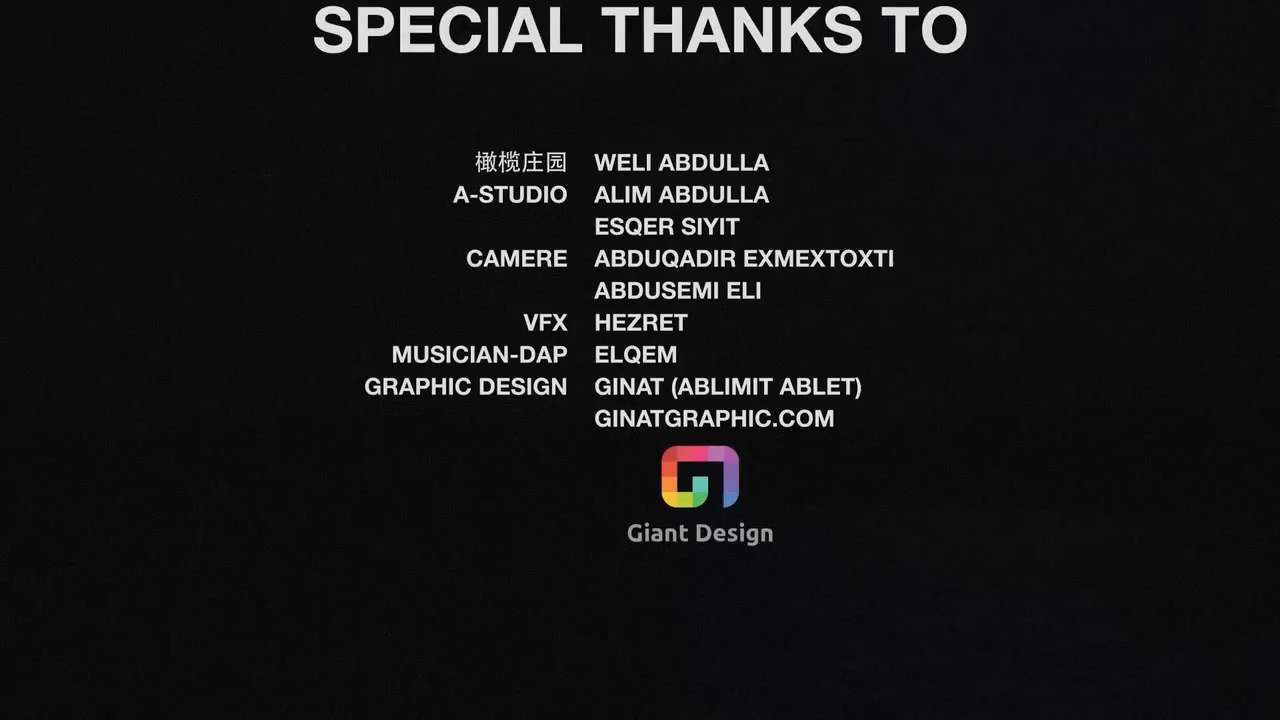 SPECIAL THANKS TO
橄榄庄园 WELI ABDULLA
A-STUDIO ALIM ABDULLA
ESQER SIYIT
CAMERE ABDUQADIR EXMEXTOXTI
ABDUSEMI ELI
VFX HEZRET
MUSICIAN-DAP ELQEM
GRAPHIC DESIGN GINAT (ABLIMIT ABLET)
GINATGRAPHIC.COM
Giant Design